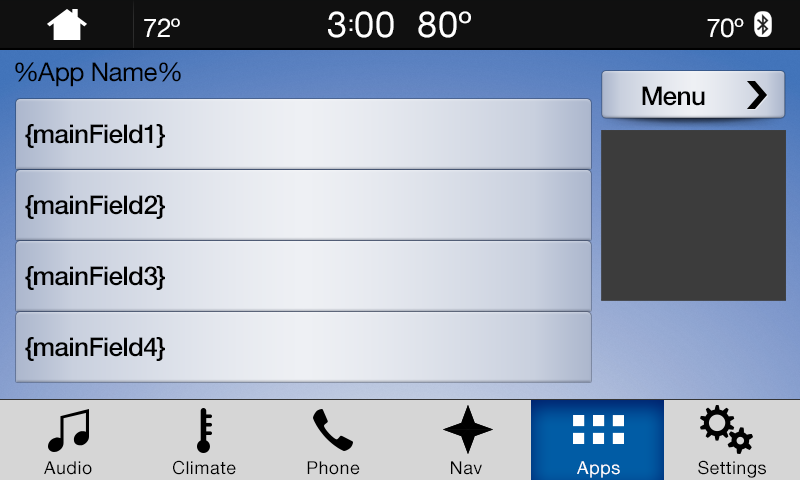 72º 3:00 80º 70º
%App Name%
Menu
{mainField1}
{mainField2}
{mainField3}
{mainField4}
Audio Climate Phone Nav Apps Settings